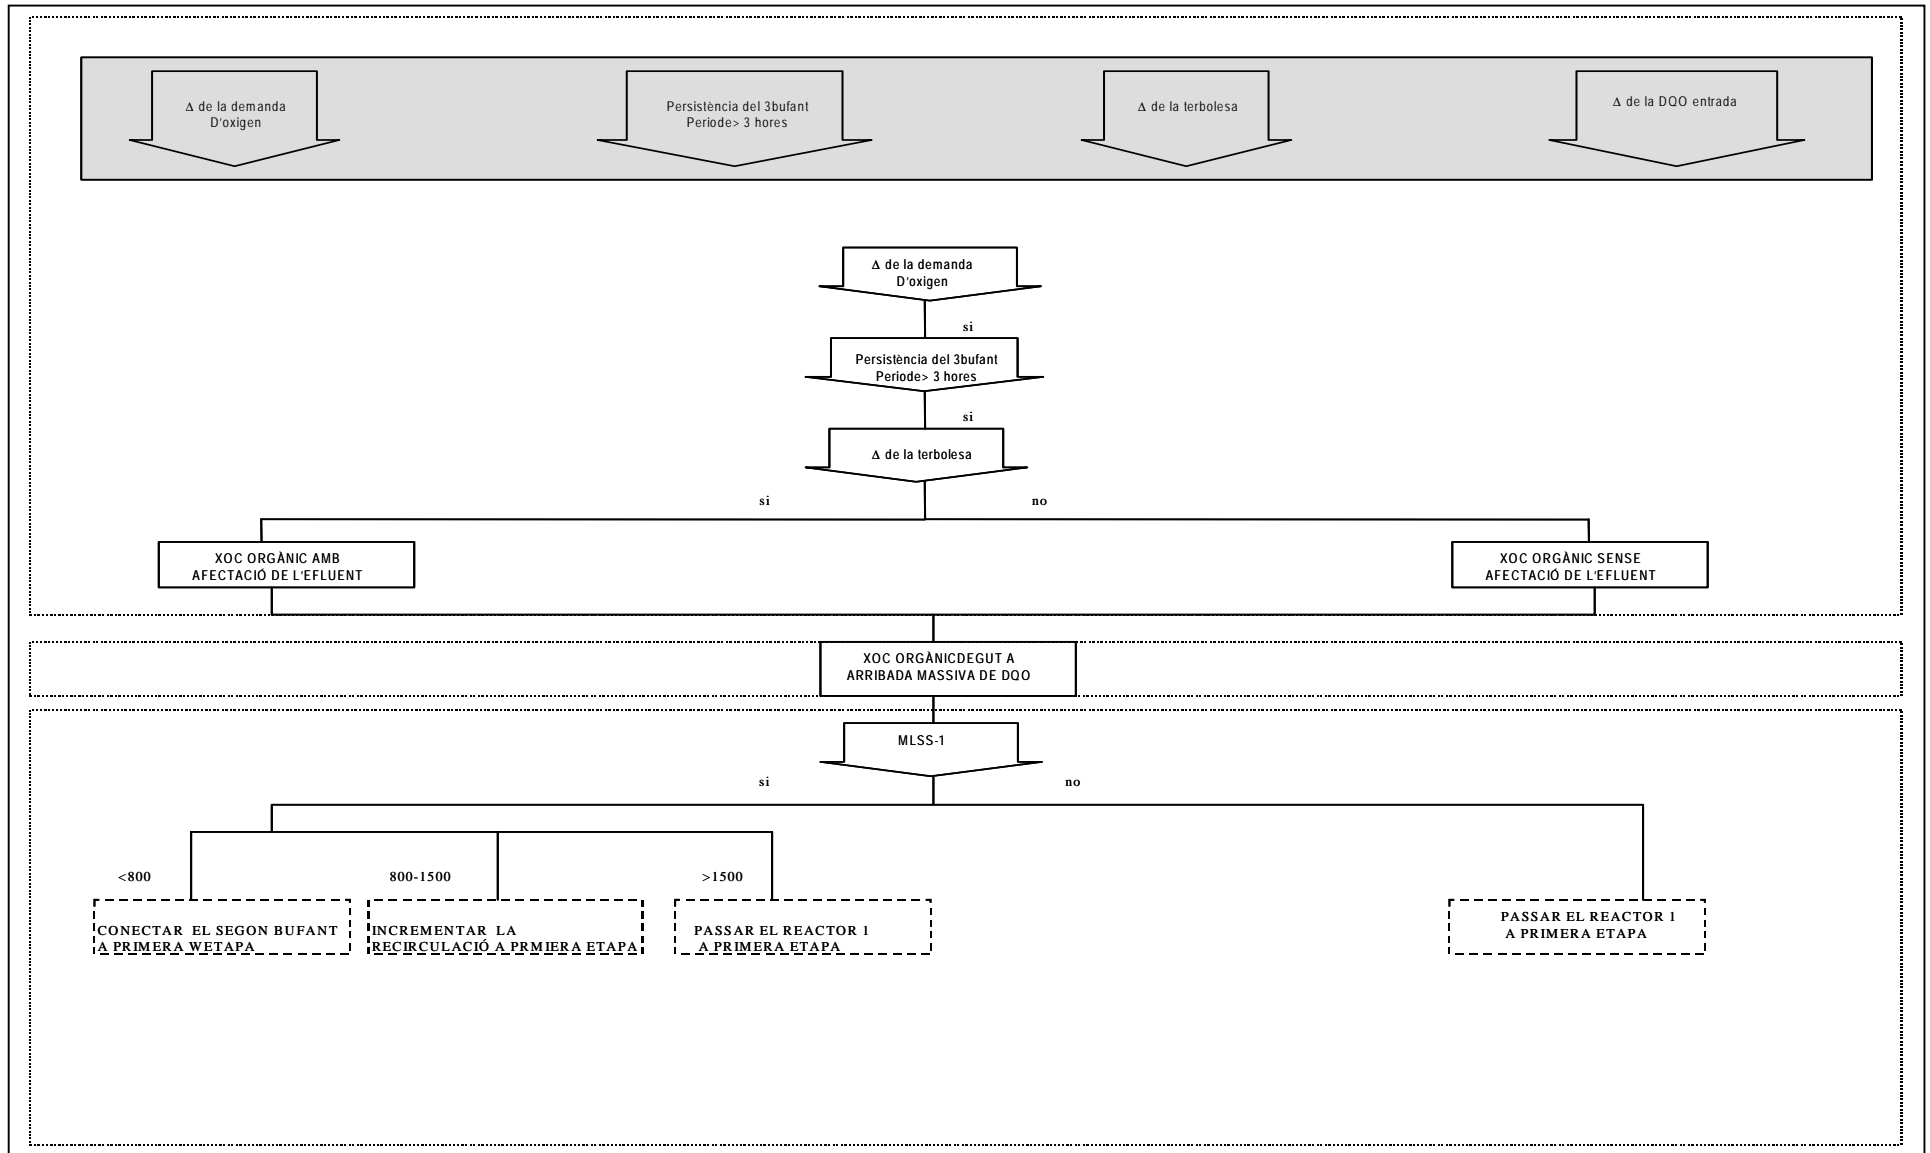 Δ de la demanda
D'oxigen
Persistència del 3bufant
Periode> 3 hores
Δ de la terbolesa
Δ de la DQO entrada
Δ de la demanda
D'oxigen
si
Persistència del 3bufant
Periode> 3 hores
si
Δ de la terbolesa
si
no
XOC ORGÀNIC AMB
AFECTACIÓ DE L'EFLUENT
XOC ORGÀNIC SENSE
AFECTACIÓ DE L'EFLUENT
XOC ORGÀNICDEGUT A
ARRIBADA MASSIVA DE DQO
MLSS-1
si
no
<800
800-1500
>1500
CONECTAR EL SEGON BUFANT
A PRIMERA WETAPA
INCREMENTAR LA
RECIRCULACIÓ A PRMIERA ETAPA
PASSAR EL REACTOR 1
A PRIMERA ETAPA
PASSAR EL REACTOR 1
A PRIMERA ETAPA